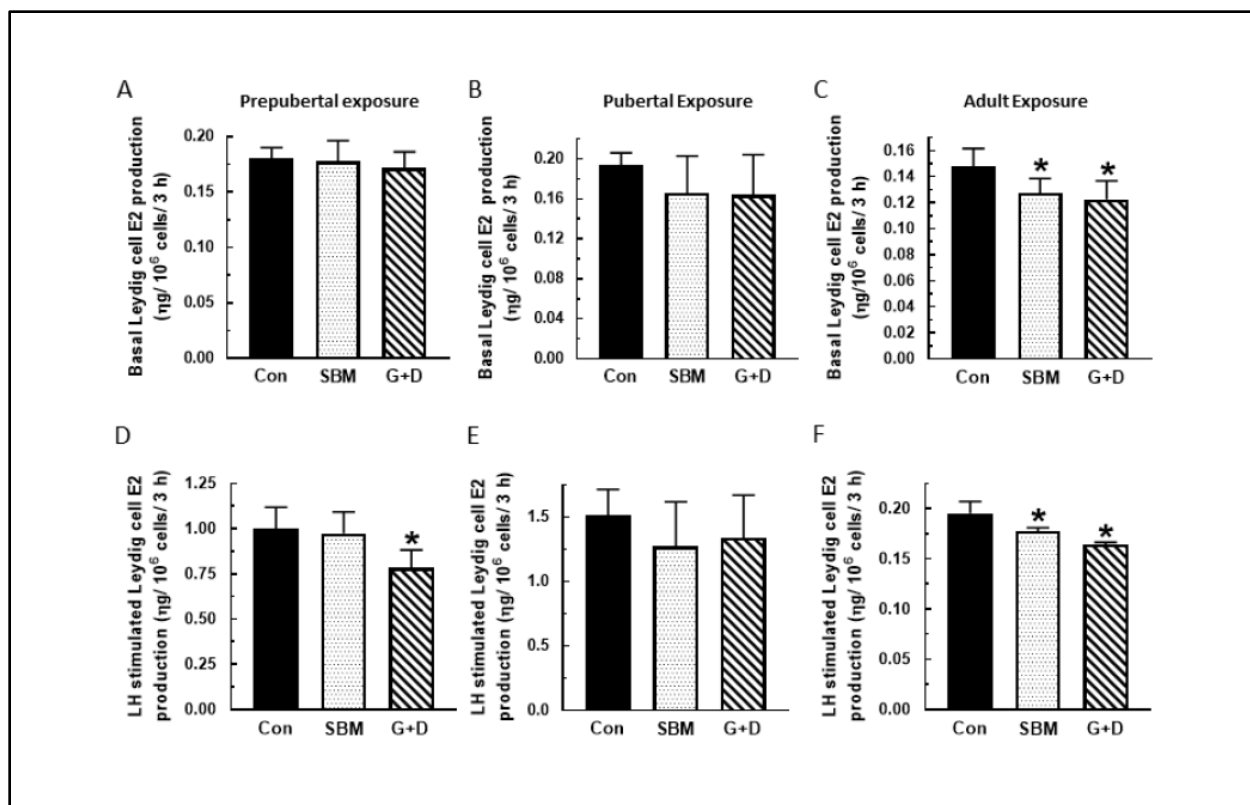 A
Prepubertal exposure
Basal Leydig cell E2 production
(ηg/ 10⁶ cells/ 3 h)
0.20
0.15
0.10
0.05
0.00
Con SBM G+D
B
Pubertal Exposure
Basal Leydig cell E2 production
(ηg/ 10⁶ cells/ 3 h)
0.20
0.16
0.12
0.08
0.04
0.00
Con SBM G+D
C
Adult Exposure
Basal Leydig cell E2 production
(ηg/10⁶ cells/ 3 h)
0.16
0.14
0.12
0.10
0.08
0.06
0.04
0.02
0.00
* *
Con SBM G+D
D
LH stimulated Leydig cell E2
production (ηg/ 10⁶ cells/ 3 h)
1.25
1.00
0.75
0.50
0.25
0.00
*
Con SBM G+D
E
LH stimulated Leydig cell E2
production (ηg/ 10⁶ cells/ 3 h)
1.5
1.0
0.5
0.0
Con SBM G+D
F
LH stimulated Leydig cell E2
production (ηg/ 10⁶ cells/ 3 h)
0.20
0.15
0.10
0.05
0.00
* *
Con SBM G+D